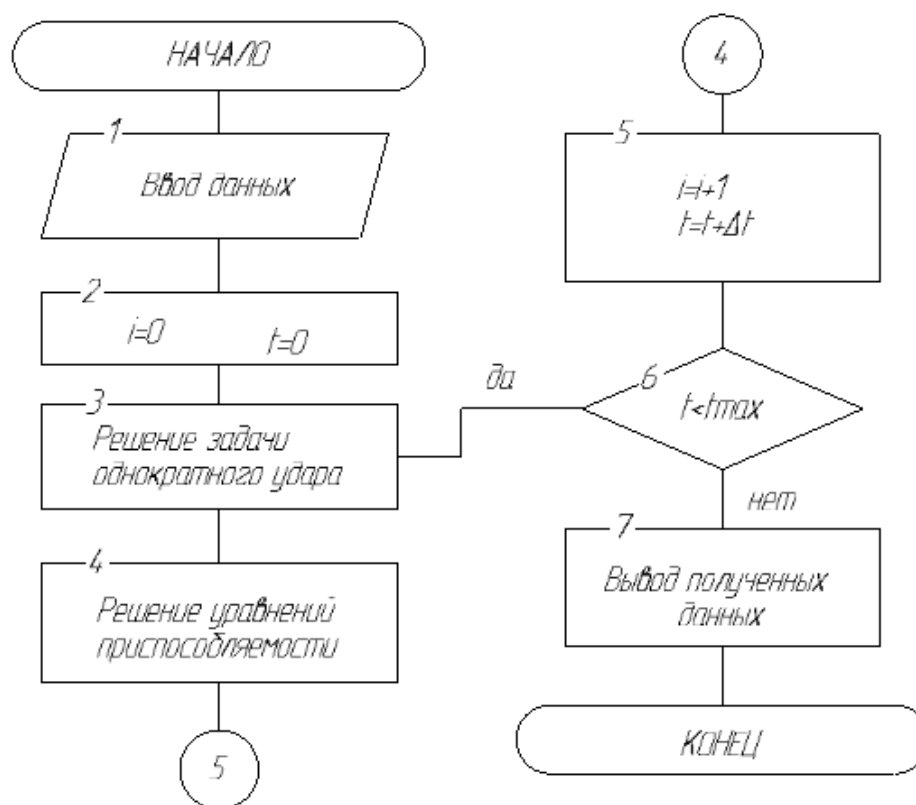 НАЧАЛО
1
Ввод данных
2
i=0
t=0
3
Решение задачи
однократного удара
4
Решение уравнений
приспособляемости
5
4
5
i=i+1
t=t+Δt
6
t<tmax
да
нет
7
Вывод полученных
данных
КОНЕЦ